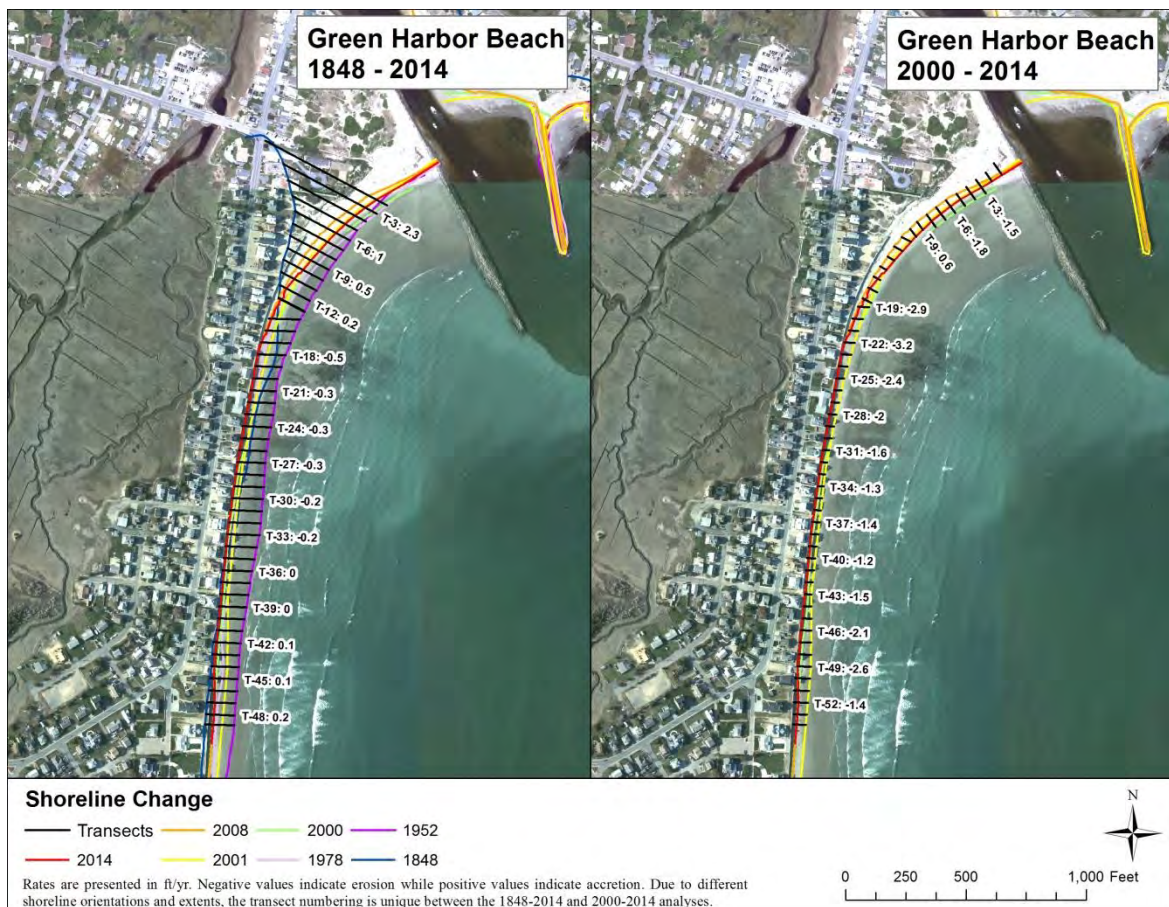 Green Harbor Beach
1848 - 2014
T-3: 2.3
T-6: 1
T-9: 0.5
T-12: 0.2
T-18: -0.5
T-21: -0.3
T-24: -0.3
T-27: -0.3
T-30: -0.2
T-33: -0.2
T-36: 0
T-39: 0
T-42: 0.1
T-45: 0.1
T-48: 0.2
Green Harbor Beach
2000 - 2014
T-3: -1.5
T-6: -1.8
T-9: 0.6
T-19: -2.9
T-22: -3.2
T-25: -2.4
T-28: -2
T-31: -1.6
T-34: -1.3
T-37: -1.4
T-40: -1.2
T-43: -1.5
T-46: -2.1
T-49: -2.6
T-52: -1.4
Shoreline Change
Transects 2008 2000 1952
2014 2001 1978 1848
Rates are presented in ft/yr. Negative values indicate erosion while positive values indicate accretion. Due to different
shoreline orientations and extents, the transect numbering is unique between the 1848-2014 and 2000-2014 analyses.
N
0 250 500 1,000 Feet